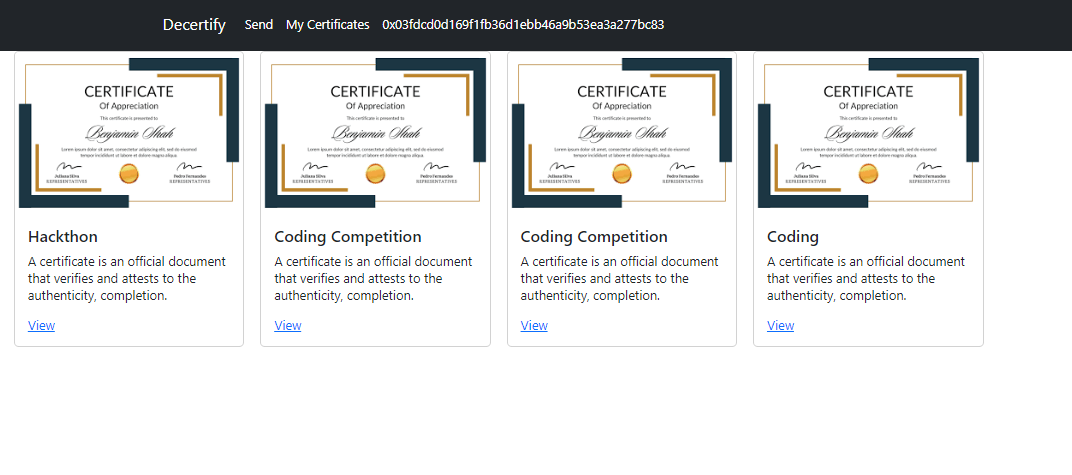 Decertify Send My Certificates 0x03fdcd0d169f1fb36d1ebb46a9b53ea3a277bc83
CERTIFICATE
Of Appreciation
This certificate is presented to
Benjamin Shah
Lorem ipsum dolor sit amet, consectetur adipiscing elit, sed do eiusmod
tempor incididunt ut labore et dolore magna aliqua.
Juliana Silva Pedro Fernandes
REPRESENTATIVES REPRESENTATIVES
Hackthon
A certificate is an official document
that verifies and attests to the
authenticity, completion.
View
CERTIFICATE
Of Appreciation
This certificate is presented to
Benjamin Shah
Lorem ipsum dolor sit amet, consectetur adipiscing elit, sed do eiusmod
tempor incididunt ut labore et dolore magna aliqua.
Juliana Silva Pedro Fernandes
REPRESENTATIVES REPRESENTATIVES
Coding Competition
A certificate is an official document
that verifies and attests to the
authenticity, completion.
View
CERTIFICATE
Of Appreciation
This certificate is presented to
Benjamin Shah
Lorem ipsum dolor sit amet, consectetur adipiscing elit, sed do eiusmod
tempor incididunt ut labore et dolore magna aliqua.
Juliana Silva Pedro Fernandes
REPRESENTATIVES REPRESENTATIVES
Coding Competition
A certificate is an official document
that verifies and attests to the
authenticity, completion.
View
CERTIFICATE
Of Appreciation
This certificate is presented to
Benjamin Shah
Lorem ipsum dolor sit amet, consectetur adipiscing elit, sed do eiusmod
tempor incididunt ut labore et dolore magna aliqua.
Juliana Silva Pedro Fernandes
REPRESENTATIVES REPRESENTATIVES
Coding
A certificate is an official document
that verifies and attests to the
authenticity, completion.
View